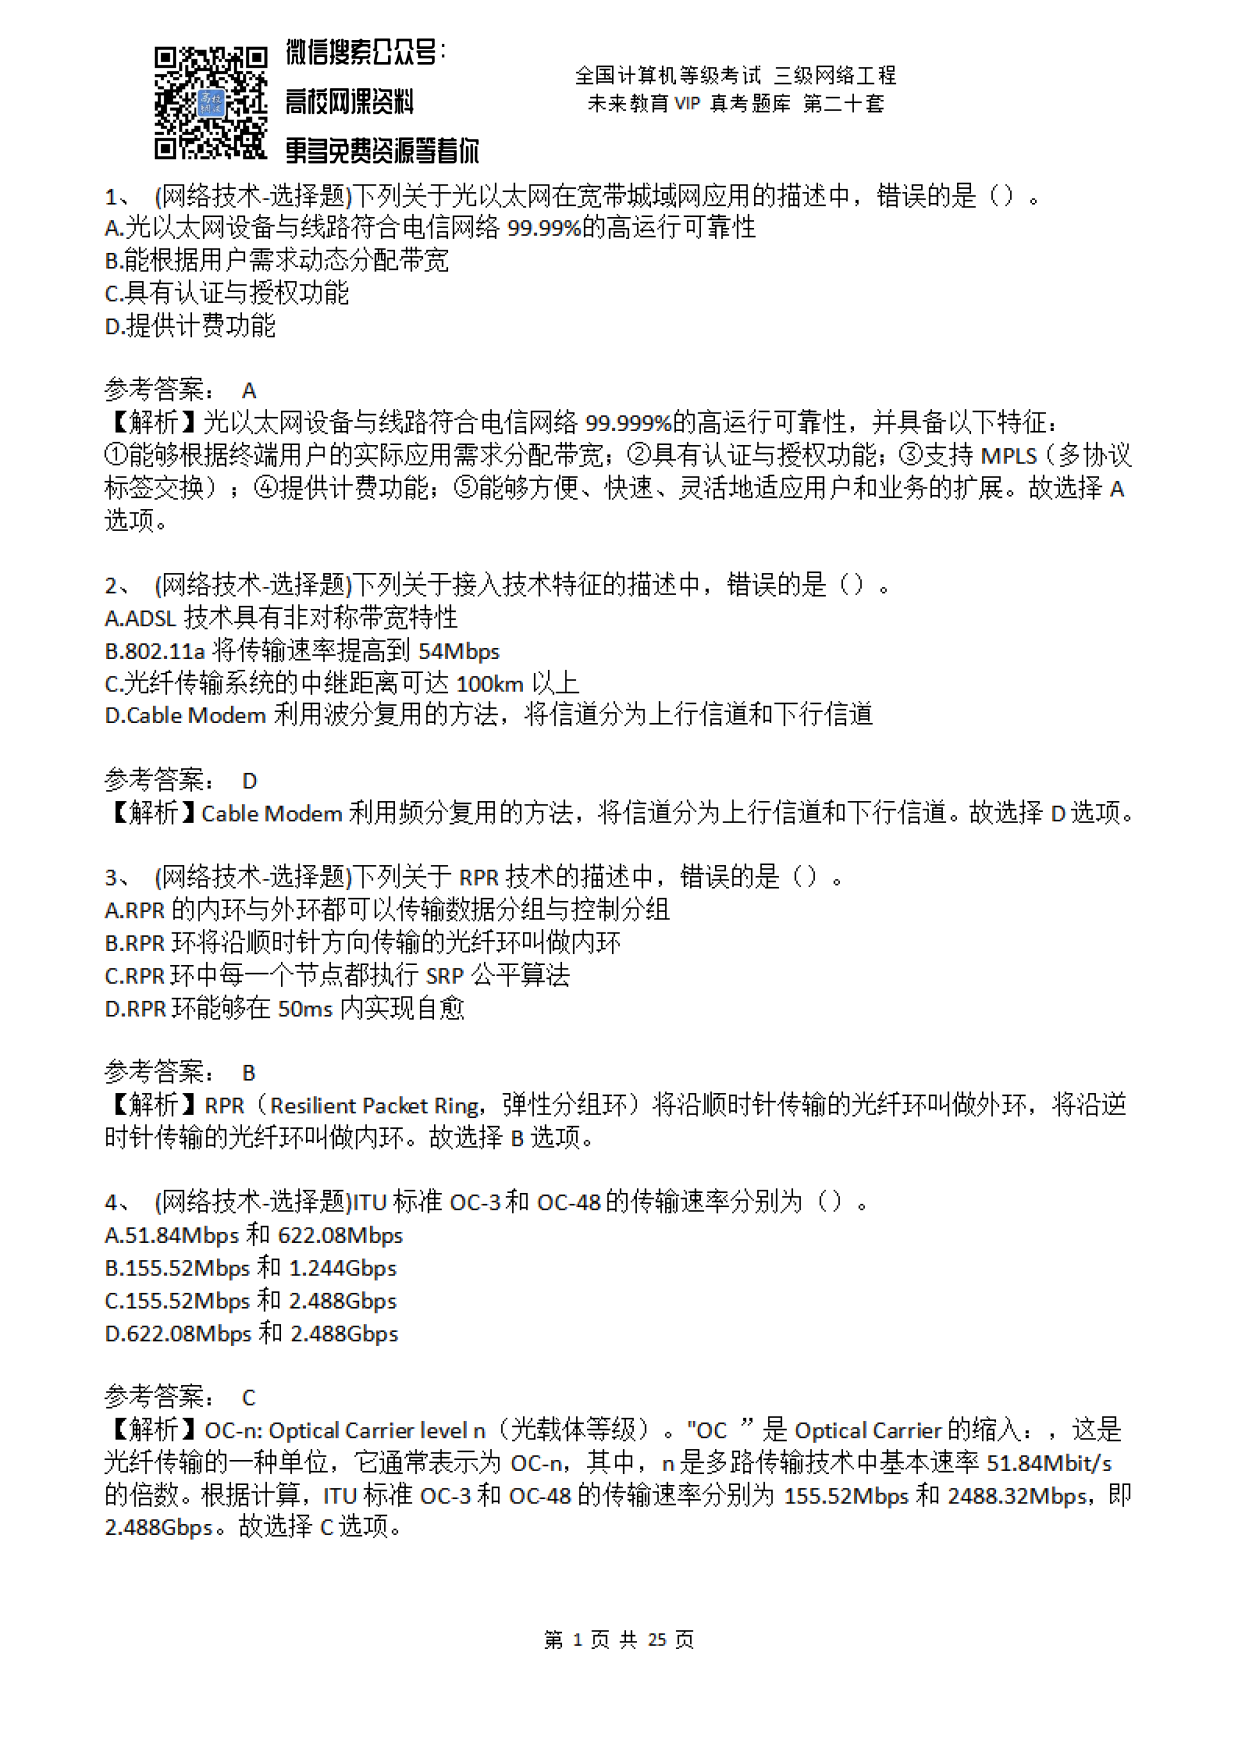 微信搜索公众号：
高校网课资料
更多免费资源等着你
全国计算机等级考试 三级网络工程
未来教育 VIP 真考题库 第二十套
1、 (网络技术-选择题)下列关于光以太网在宽带城域网应用的描述中，错误的是（）。
A.光以太网设备与线路符合电信网络 99.99%的高运行可靠性
B.能根据用户需求动态分配带宽
C.具有认证与授权功能
D.提供计费功能
参考答案： A
【解析】光以太网设备与线路符合电信网络 99.999%的高运行可靠性，并具备以下特征：
①能够根据终端用户的实际应用需求分配带宽；②具有认证与授权功能；③支持 MPLS（多协议
标签交换）；④提供计费功能；⑤能够方便、快速、灵活地适应用户和业务的扩展。故选择 A
选项。
2、 (网络技术-选择题)下列关于接入技术特征的描述中，错误的是（）。
A.ADSL 技术具有非对称带宽特性
B.802.11a 将传输速率提高到 54Mbps
C.光纤传输系统的中继距离可达 100km 以上
D.Cable Modem 利用波分复用的方法，将信道分为上行信道和下行信道
参考答案： D
【解析】Cable Modem 利用频分复用的方法，将信道分为上行信道和下行信道。故选择 D 选项。
3、 (网络技术-选择题)下列关于 RPR 技术的描述中，错误的是（）。
A.RPR 的内环与外环都可以传输数据分组与控制分组
B.RPR 环将沿顺时针方向传输的光纤环叫做内环
C.RPR 环中每一个节点都执行 SRP 公平算法
D.RPR 环能够在 50ms 内实现自愈
参考答案： B
【解析】RPR（Resilient Packet Ring，弹性分组环）将沿顺时针传输的光纤环叫做外环，将沿逆
时针传输的光纤环叫做内环。故选择 B 选项。
4、 (网络技术-选择题)ITU 标准 OC-3 和 OC-48 的传输速率分别为（）。
A.51.84Mbps 和 622.08Mbps
B.155.52Mbps 和 1.244Gbps
C.155.52Mbps 和 2.488Gbps
D.622.08Mbps 和 2.488Gbps
参考答案： C
【解析】OC-n: Optical Carrier level n（光载体等级）。"OC ”是 Optical Carrier 的缩入：，这是
光纤传输的一种单位，它通常表示为 OC-n，其中，n 是多路传输技术中基本速率 51.84Mbit/s
的倍数。根据计算，ITU 标准 OC-3 和 OC-48 的传输速率分别为 155.52Mbps 和 2488.32Mbps，即
2.488Gbps。故选择 C 选项。
第 1 页 共 25 页